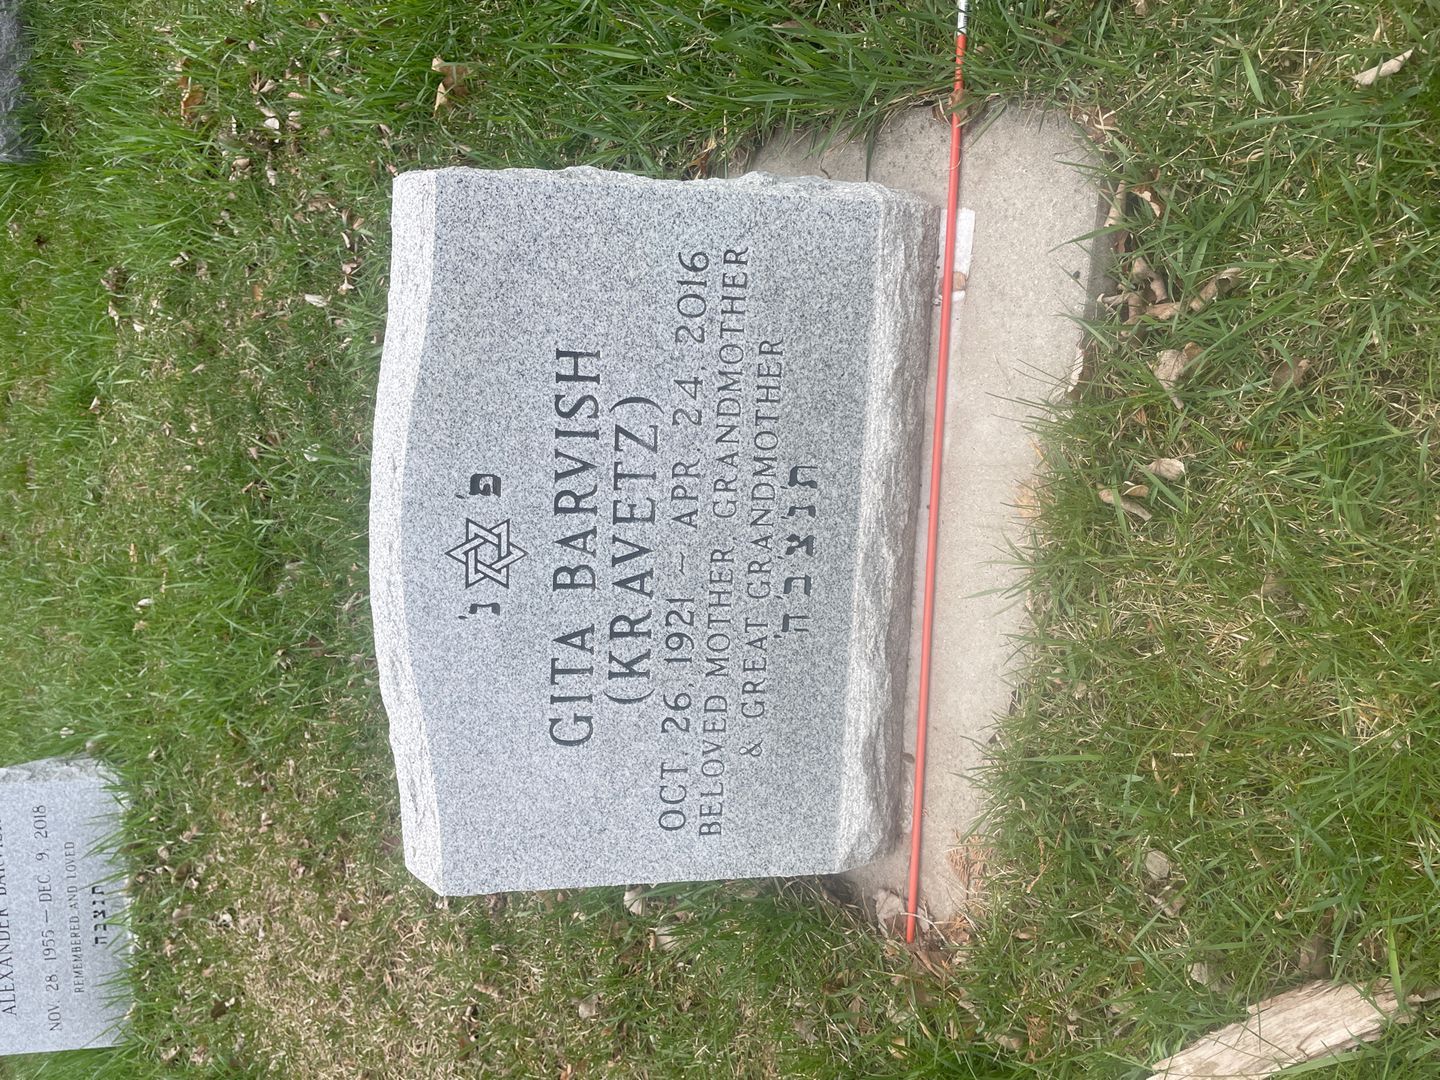 פ' נ'
GITA BARVISH
(KRAVETZ)
OCT. 26, 1921 ~ APR. 24, 2016
BELOVED MOTHER, GRANDMOTHER
& GREAT GRANDMOTHER
ת'נ'צ'ב'ה'
ALEXANDER
NOV. 28 1955 — DEC. 9, 2018
REMEMBERED AND LOVED
תנצבה